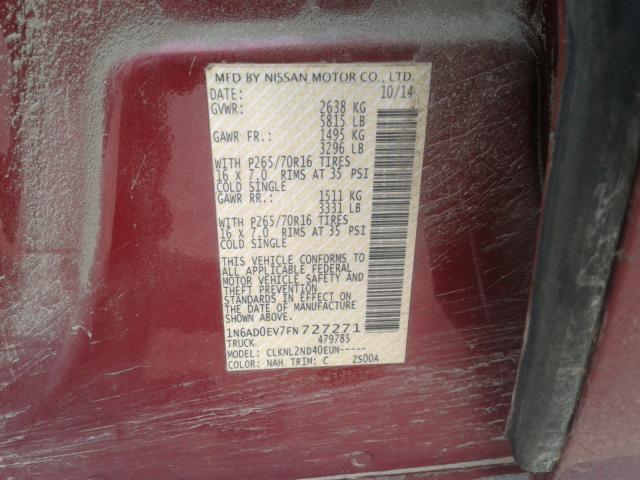 MFD BY NISSAN MOTOR CO., LTD.
DATE: 10/14
GVWR: 2638 KG
5815 LB
GAWR FR.: 1495 KG
3296 LB
WITH P265/70R16 TIRES
16 X 7.0 RIMS AT 35 PSI
COLD SINGLE
GAWR RR.: 1511 KG
3331 LB
WITH P265/70R16 TIRES
16 X 7.0 RIMS AT 35 PSI
COLD SINGLE
THIS VEHICLE CONFORMS TO
ALL APPLICABLE FEDERAL
MOTOR VEHICLE SAFETY AND
THEFT PREVENTION
STANDARDS IN EFFECT ON
THE DATE OF MANUFACTURE
SHOWN ABOVE.
1N6AD0EV7FN727271
TRUCK 479785
MODEL: CLKNL2ND40EUN-----
COLOR: NAH TRIM: C ZS00A